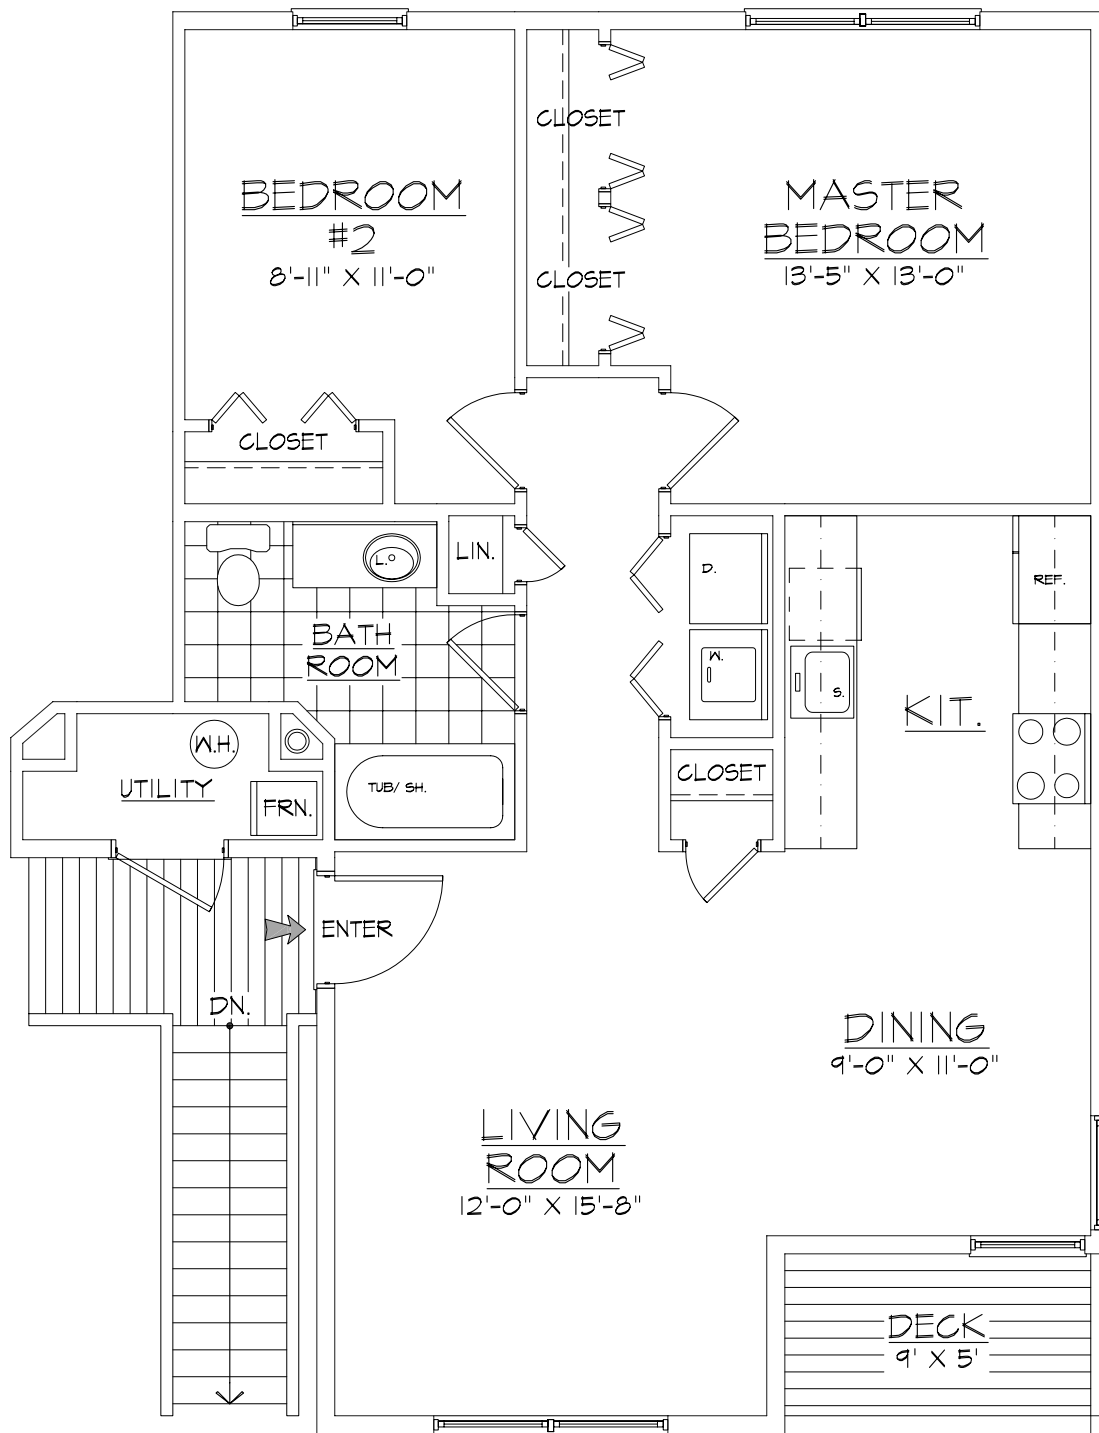 CLOSET
BEDROOM
#2
8'-11" X 11'-0"
MASTER
BEDROOM
13'-5" X 13'-0"
CLOSET
CLOSET
LIN.
L.
D.
REF.
BATH
ROOM
W.
S.
KIT.
W.H.
UTILITY
FRN.
TUB/ SH.
CLOSET
ENTER
DN.
DINING
9'-0" X 11'-0"
LIVING
ROOM
12'-0" X 15'-8"
DECK
9' X 5'